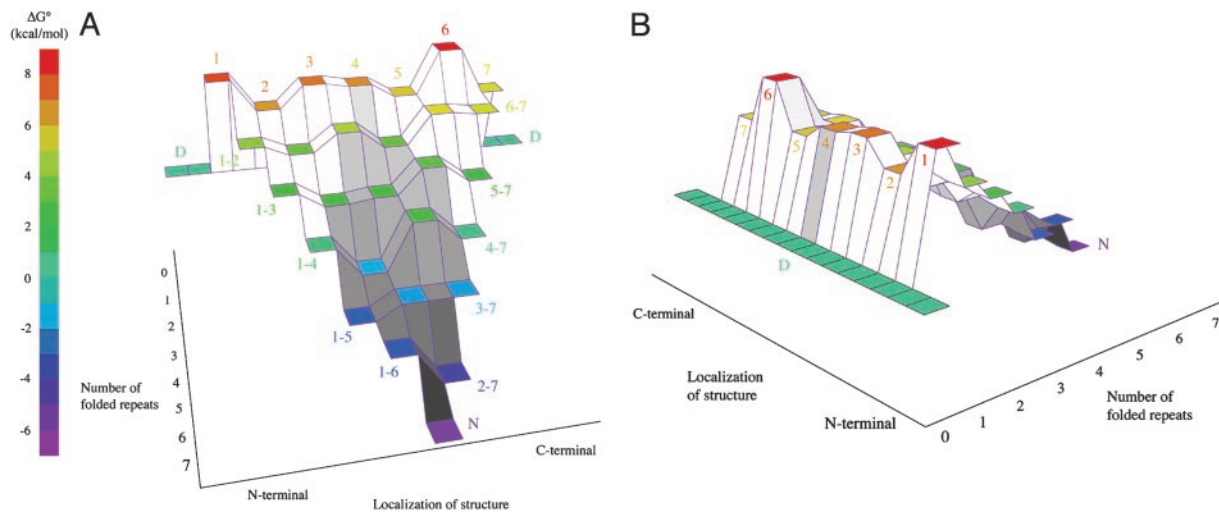 ΔG°
(kcal/mol)
8
6
4
2
0
-2
-4
-6
A
1
2
3
4
5
6
7
6-7
D
D
1-2
1-3
5-7
1-4
4-7
3-7
1-5
1-6
2-7
N
0
1
2
3
4
5
6
7
Number of
folded repeats
N-terminal
C-terminal
Localization of structure
B
6
7
5
4
3
2
1
N
D
C-terminal
Localization
of structure
N-terminal
0
1
2
3
4
5
6
7
Number of
folded repeats